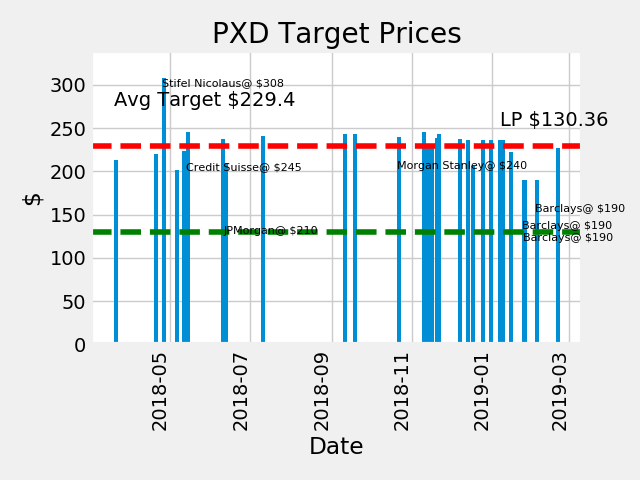 PXD Target Prices
300
250
200
150
100
50
0
$
Stifel Nicolaus@ $308
Avg Target $229.4
LP $130.36
Credit Suisse@ $245
Morgan Stanley@ $240
JPMorgan@ $210
Barclays@ $190
Barclays@ $190
Barclays@ $190
2018-05
2018-07
2018-09
2018-11
2019-01
2019-03
Date